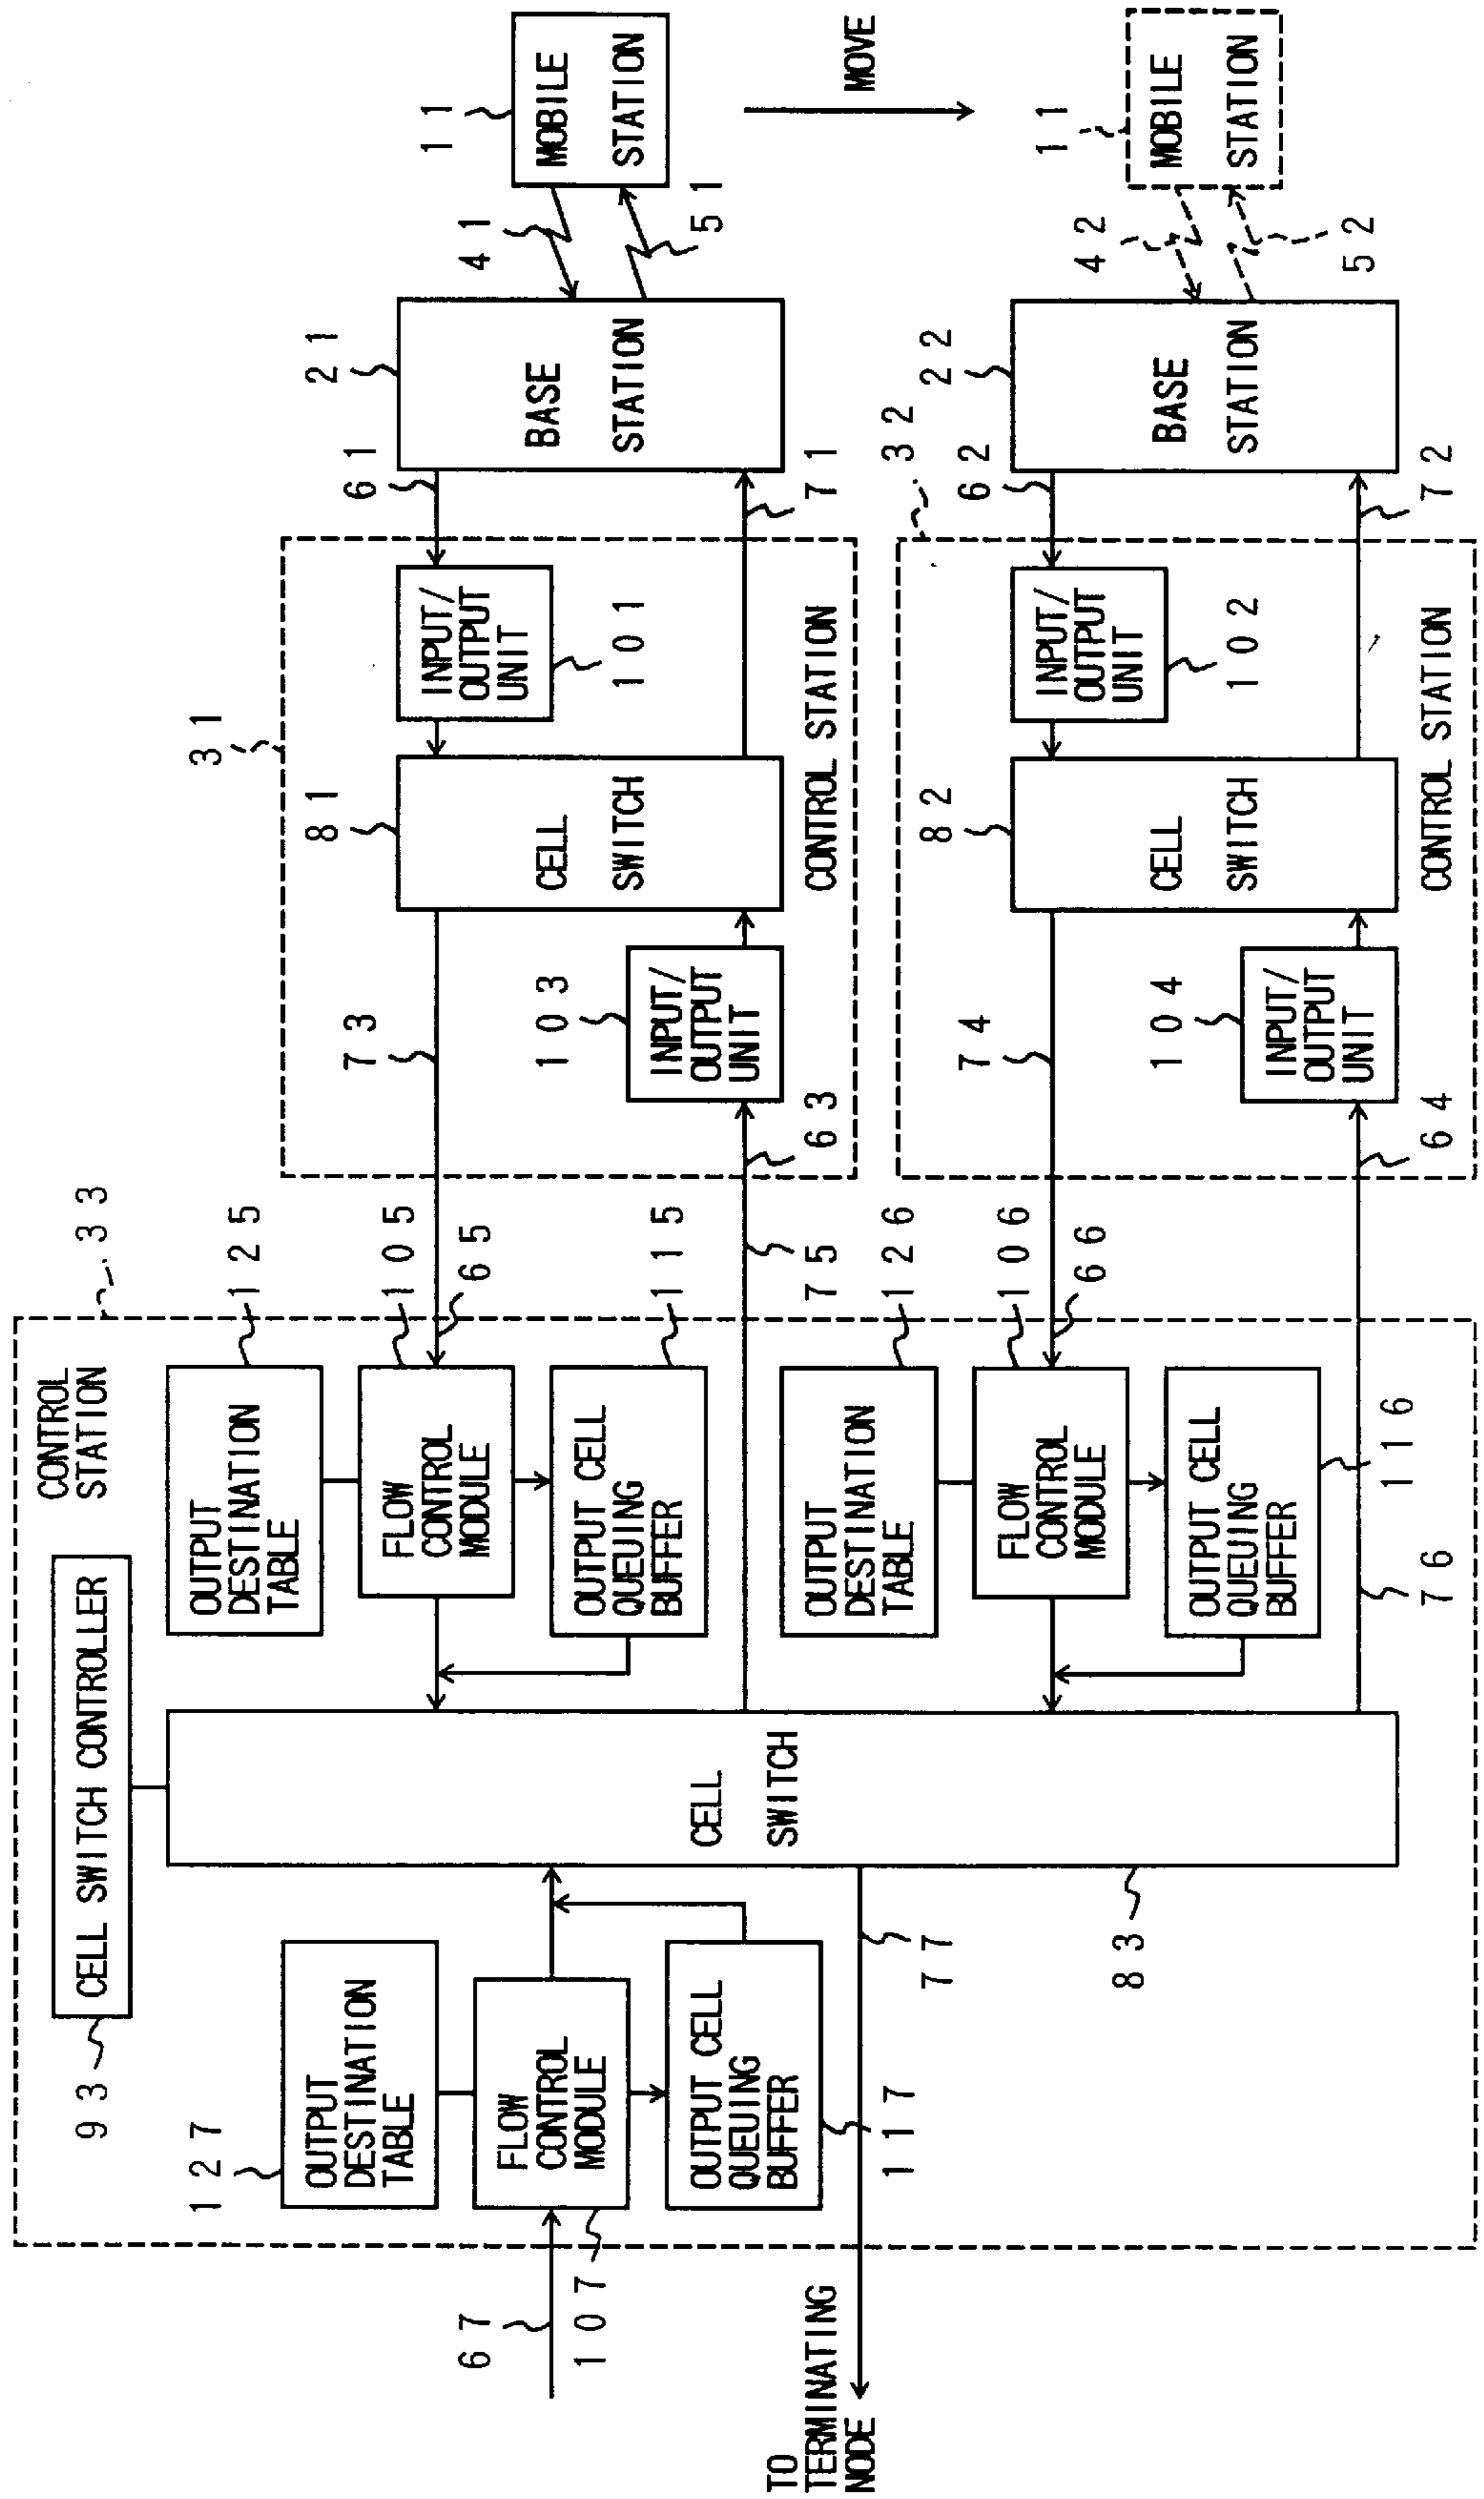 CONTROL
STATION
33
93
CELL SWITCH CONTROLLER
127
OUTPUT
DESTINATION
TABLE
FLOW
CONTROL
MODULE
OUTPUT CELL
QUEUING
BUFFER
67
107
117
TO
TERMINATING
NODE
77
CELL
SWITCH
83
OUTPUT
DESTINATION
TABLE
125
FLOW
CONTROL
MODULE
105
65
OUTPUT CELL
QUEUING
BUFFER
115
75
OUTPUT
DESTINATION
TABLE
126
FLOW
CONTROL
MODULE
106
66
OUTPUT CELL
QUEUING
BUFFER
116
76
31
73
81
CELL
SWITCH
INPUT/
OUTPUT
UNIT
101
103
INPUT/
OUTPUT
UNIT
63
CONTROL STATION
61
71
21
BASE
STATION
41
51
11
MOBILE
STATION
MOVE
32
74
82
CELL
SWITCH
INPUT/
OUTPUT
UNIT
102
104
INPUT/
OUTPUT
UNIT
64
CONTROL STATION
62
72
22
BASE
STATION
42
52
11
MOBILE
STATION